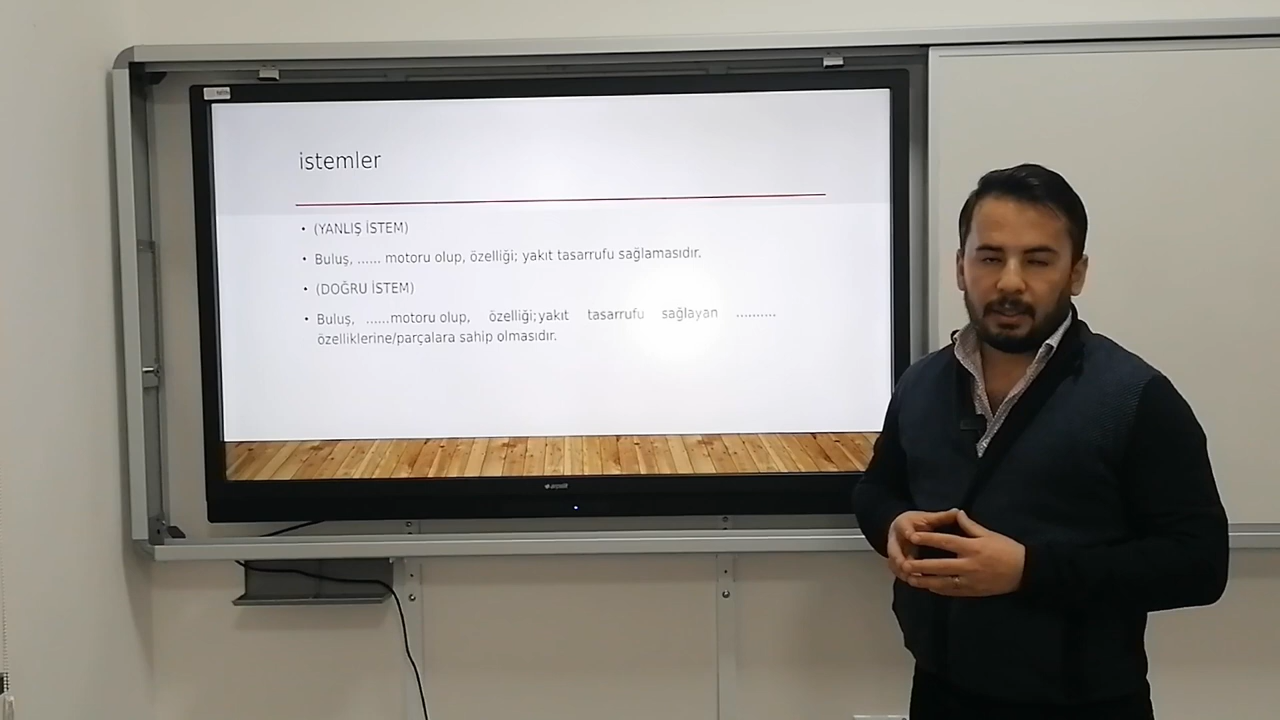 istemler
• (YANLIŞ İSTEM)
• Buluş, ...... motoru olup, özelliği; yakıt tasarrufu sağlamasıdır.
• (DOĞRU İSTEM)
• Buluş, ......motoru olup, özelliği;yakıt tasarrufu sağlayan ..........
özelliklerine/parçalara sahip olmasıdır.
arçelik